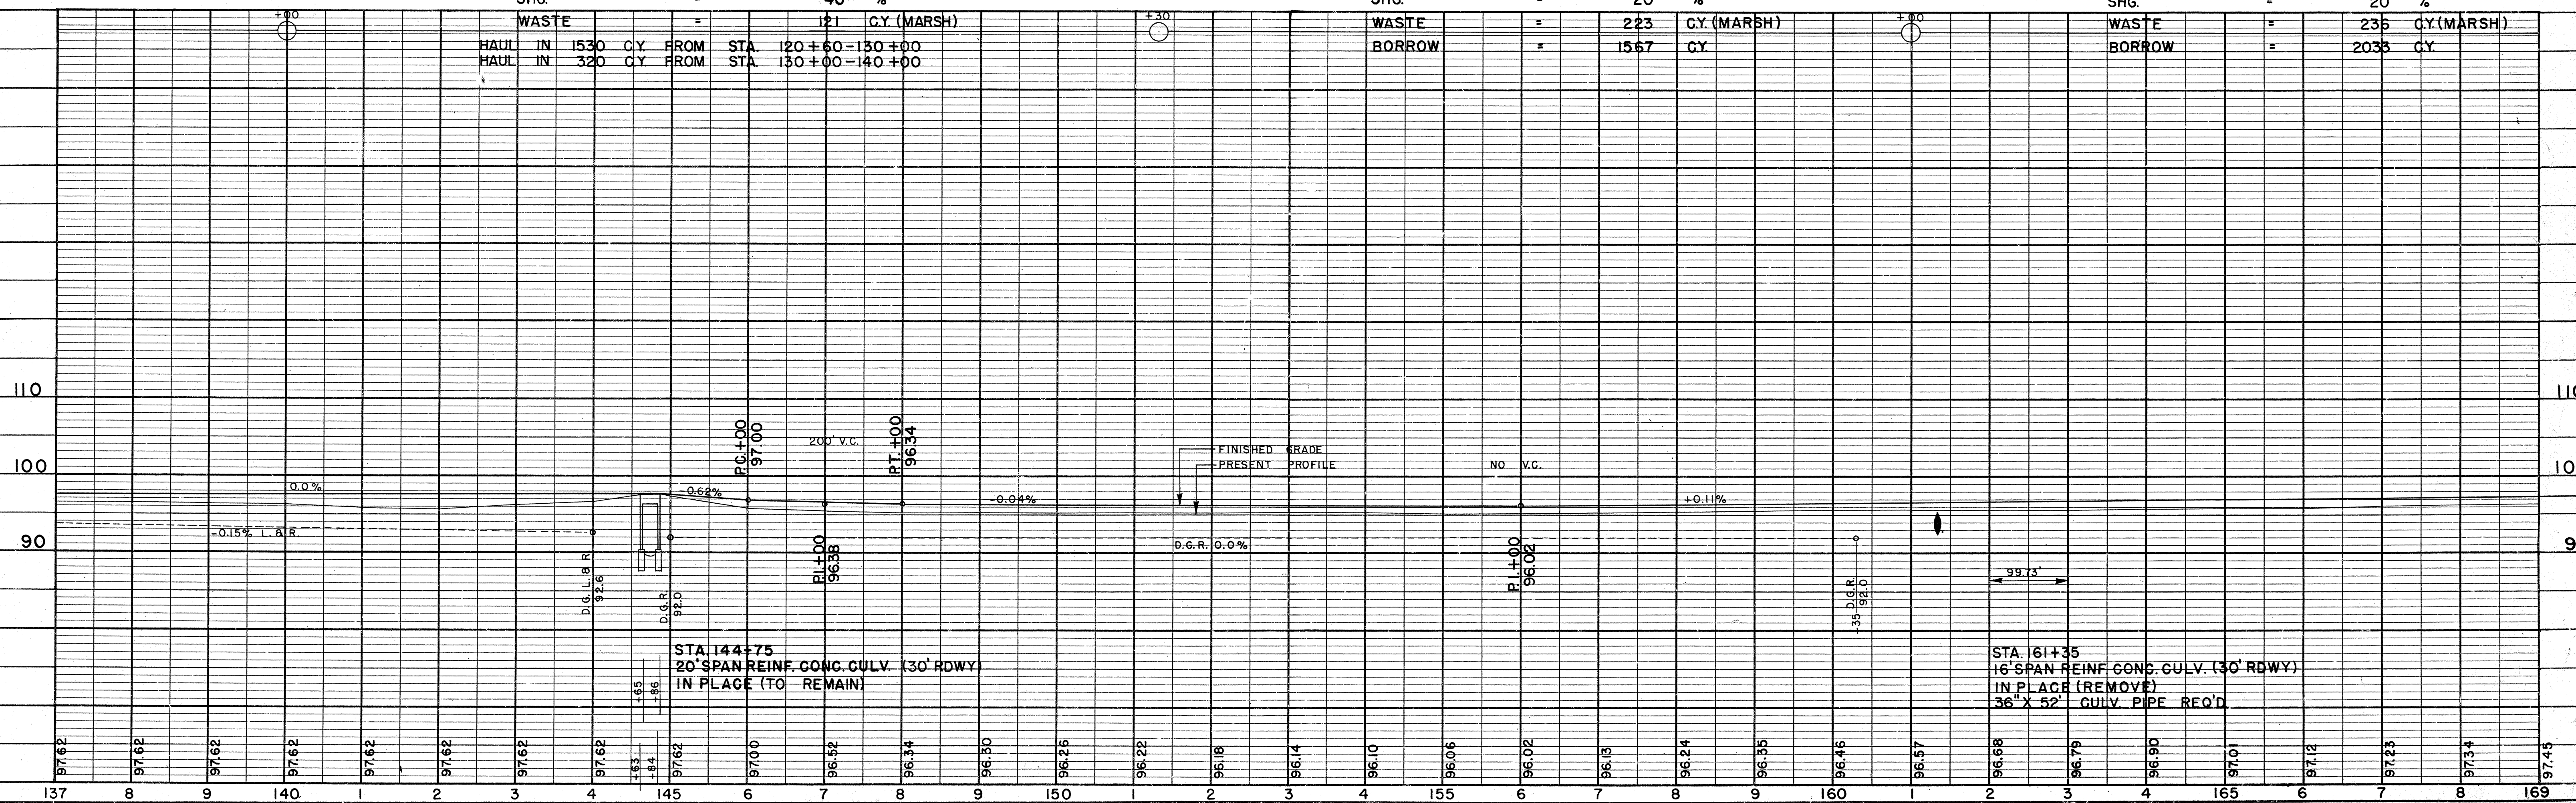 SHG. = 40 %
SHG. = 20 %
SHG. = 20 %
+00
WASTE = 121 C.Y. (MARSH)
+30
WASTE = 223 C.Y. (MARSH)
+00
WASTE = 236 C.Y. (MARSH)
HAUL IN 1530 C.Y. FROM STA. 120+60-130+00
BORROW = 1567 C.Y.
BORROW = 2033 C.Y.
HAUL IN 320 C.Y. FROM STA. 130+00-140+00
110
110
100
10
90
9
0.0%
-0.62%
-0.04%
+0.11%
-0.15% L. & R.
P.C.+00
97.00
200' V.C.
P.T.+00
96.34
FINISHED GRADE
PRESENT PROFILE
NO V.C.
P.I.+00
96.38
D.G.R. 0.0%
P.I.+00
96.02
D.G. L. & R.
92.6
D.G.R.
92.0
-35- D.G.R.
92.0
99.73'
STA. 144+75
20' SPAN REINF. CONC. CULV. (30' RDWY)
IN PLACE (TO REMAIN)
+65
+86
+63
+84
STA. 161+35
16' SPAN REINF. CONC. CULV. (30' RDWY)
IN PLACE (REMOVE)
36" X 52' CULV. PIPE REQ'D.
97.62 97.62 97.62 97.62 97.62 97.62 97.62 97.62 97.62 97.00 96.52 96.34 96.30 96.26 96.22 96.18 96.14 96.10 96.06 96.02 96.13 96.24 96.35 96.46 96.57 96.68 96.79 96.90 97.01 97.12 97.23 97.34 97.45
137 8 9 140 1 2 3 4 145 6 7 8 9 150 1 2 3 4 155 6 7 8 9 160 1 2 3 4 165 6 7 8 169